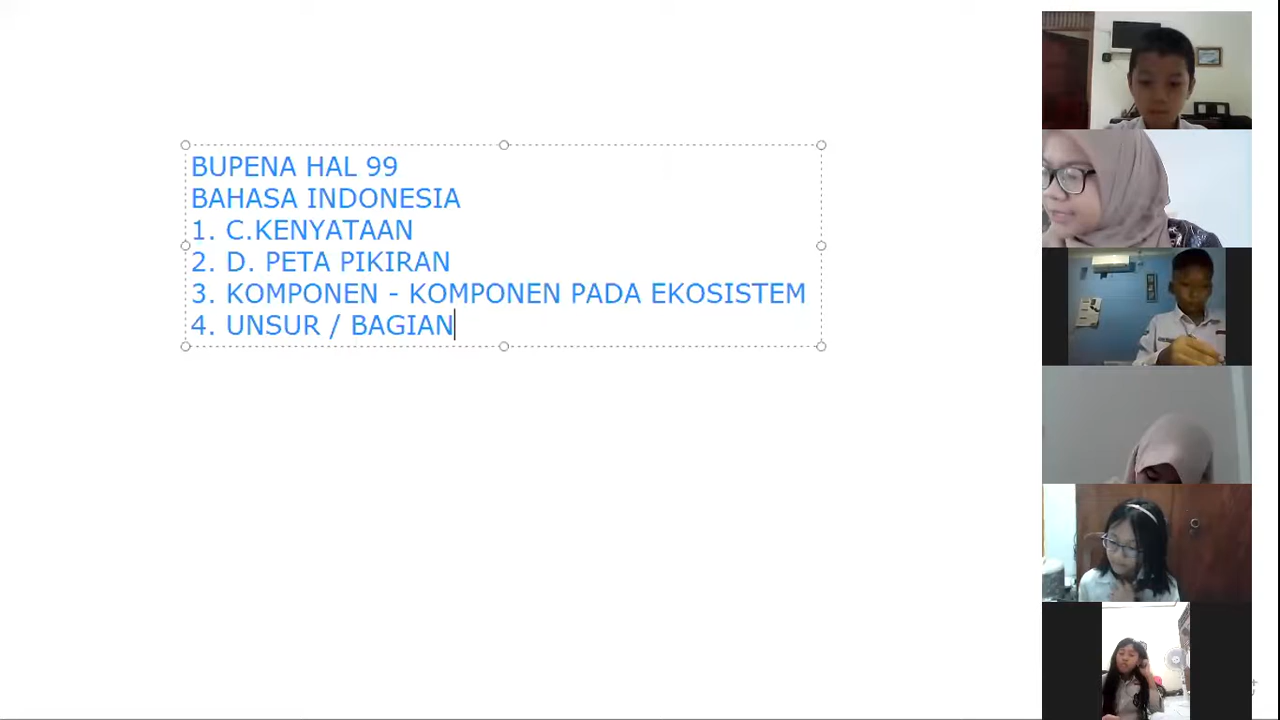 BUPENA HAL 99
BAHASA INDONESIA
1. C.KENYATAAN
2. D. PETA PIKIRAN
3. KOMPONEN - KOMPONEN PADA EKOSISTEM
4. UNSUR / BAGIAN